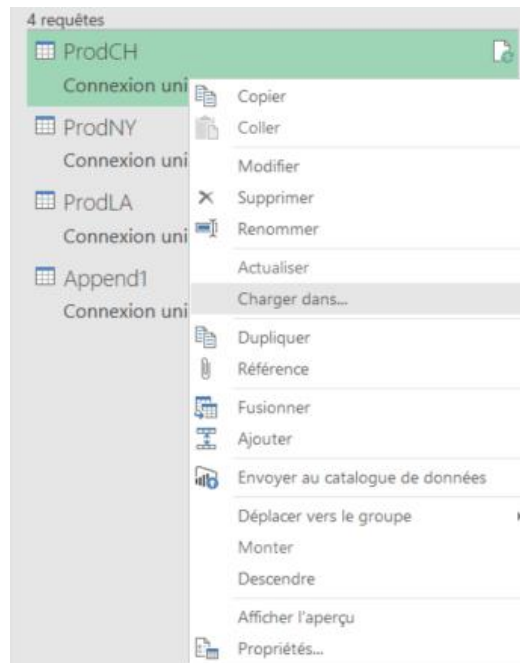 4 requêtes
ProdCH
Connexion uni
ProdNY
Connexion uni
ProdLA
Connexion uni
Append1
Connexion uni
Copier
Coller
Modifier
Supprimer
Renommer
Actualiser
Charger dans...
Dupliquer
Référence
Fusionner
Ajouter
Envoyer au catalogue de données
Déplacer vers le groupe
Monter
Descendre
Afficher l'aperçu
Propriétés...